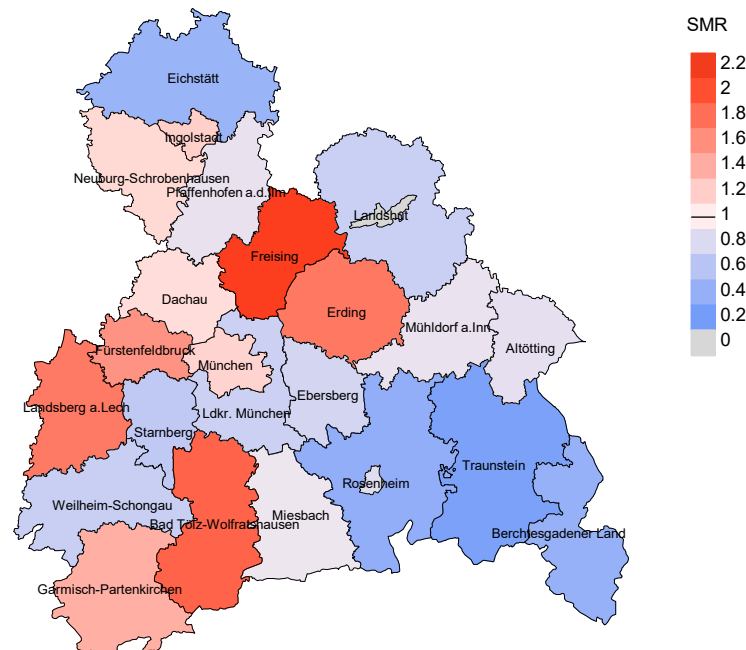 SMR
2.2
2
1.8
1.6
1.4
1.2
1
0.8
0.6
0.4
0.2
0
Eichstätt
Ingolstadt
Neuburg-Schrobenhausen
Pfaffenhofen a.d.Ilm
Landshut
Freising
Dachau
Erding
Mühldorf a.Inn
Altötting
Fürstenfeldbruck
München
Ebersberg
Landsberg a.Lech
Ldkr. München
Starnberg
Traunstein
Rosenheim
Weilheim-Schongau
Miesbach
Bad Tölz-Wolfratshausen
Berchtesgadener Land
Garmisch-Partenkirchen